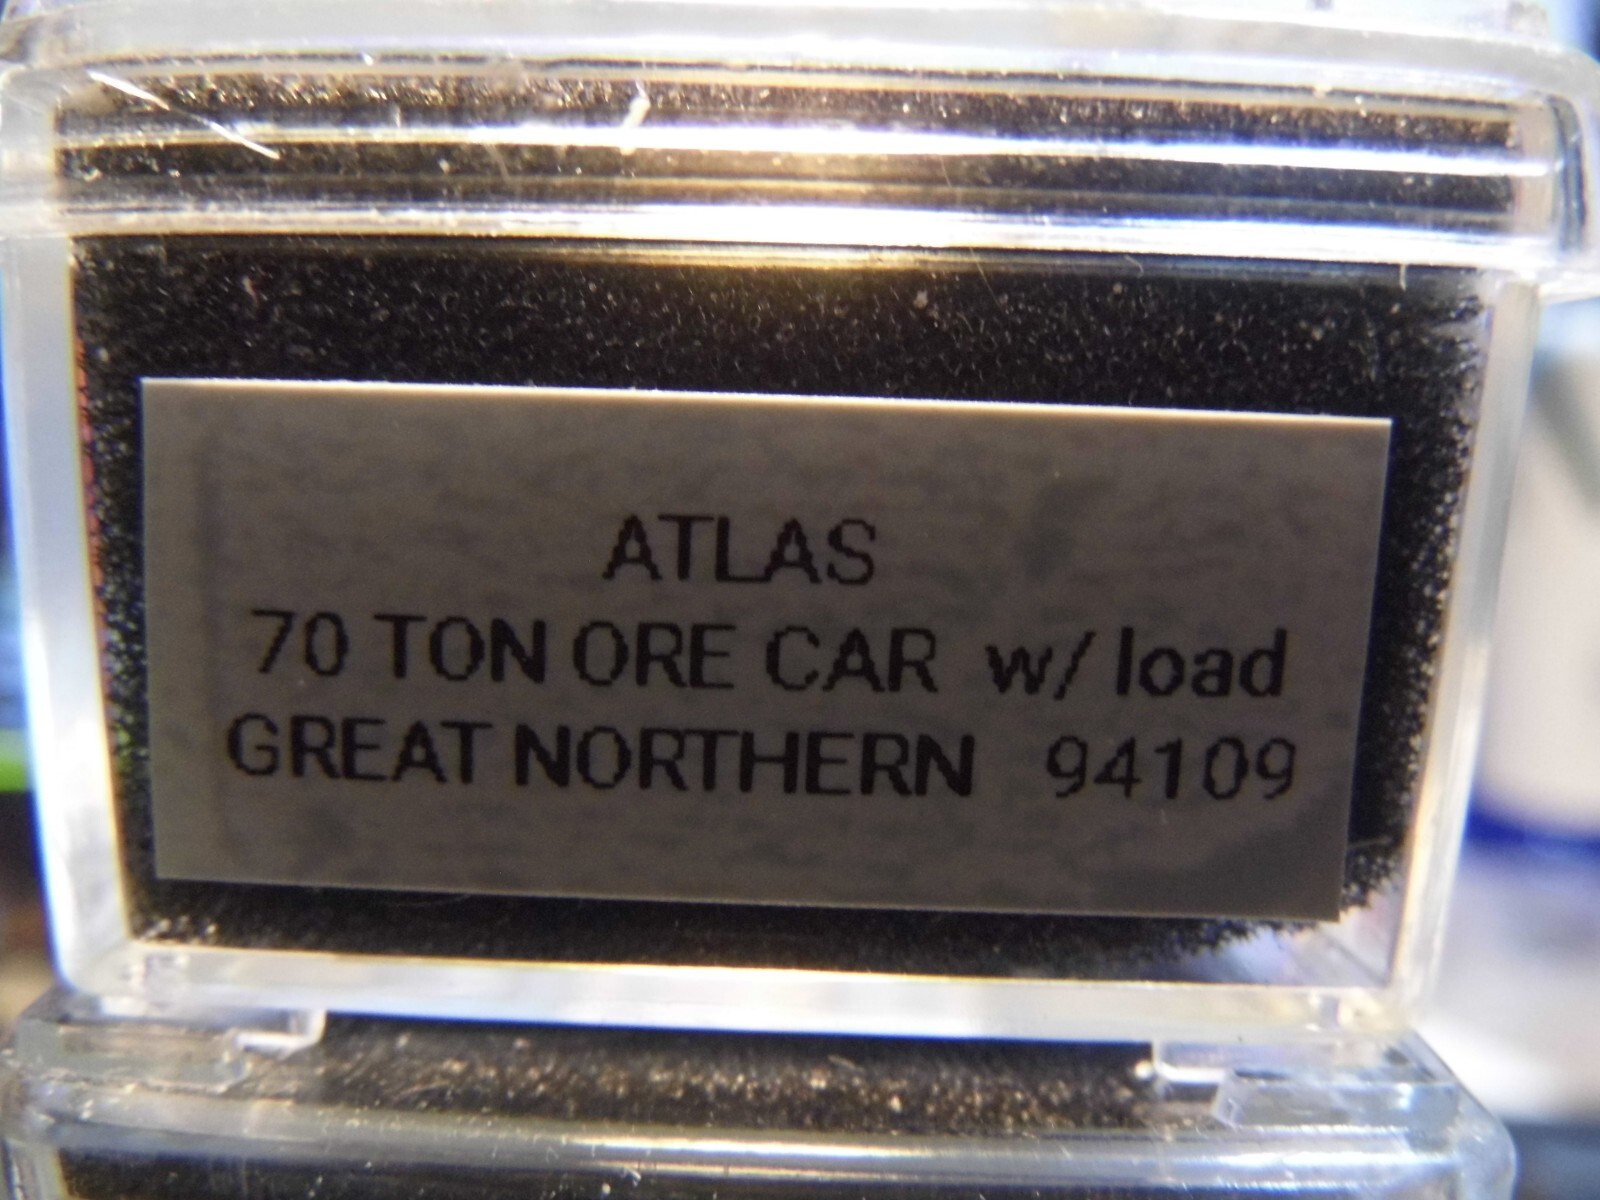 ATLAS
70 TON ORE CAR w/ load
GREAT NORTHERN 94109